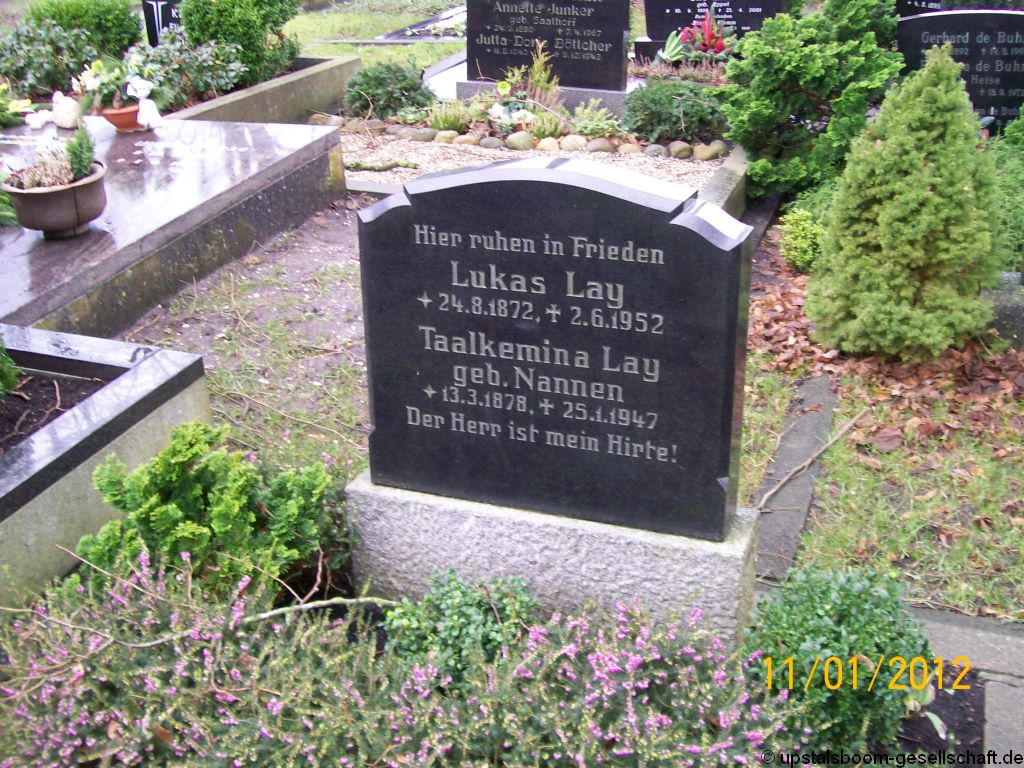 Annette Junker
geb. Saathoff
Gerhard de Buhr
Heise
Hier ruhen in Frieden
Lukas Lay
✦ 24.8.1872, ✝ 2.6.1952
Taalkemina Lay
geb. Nannen
✦ 13.3.1878, ✝ 25.1.1947
Der Herr ist mein Hirte!
11/01/2012
© upstalsboom-gesellschaft.de